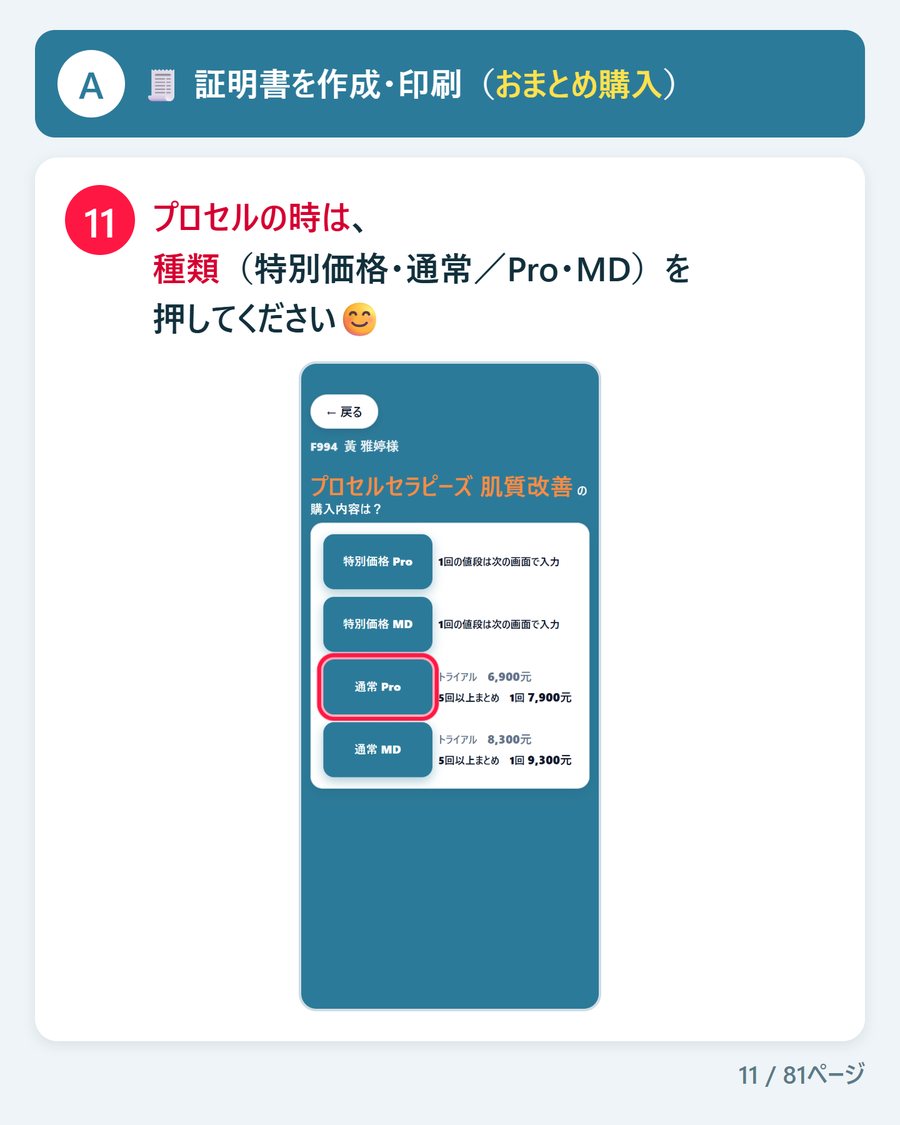 A 証明書を作成・印刷（おまとめ購入）
11 プロセルの時は、
種類（特別価格・通常／Pro・MD）を
押してください
← 戻る
F994 黃 雅婷様
プロセルセラピーズ 肌質改善 の
購入内容は？
特別価格 Pro 1回の値段は次の画面で入力
特別価格 MD 1回の値段は次の画面で入力
通常 Pro
トライアル 6,900元
5回以上まとめ 1回 7,900元
通常 MD
トライアル 8,300元
5回以上まとめ 1回 9,300元
11 / 81ページ